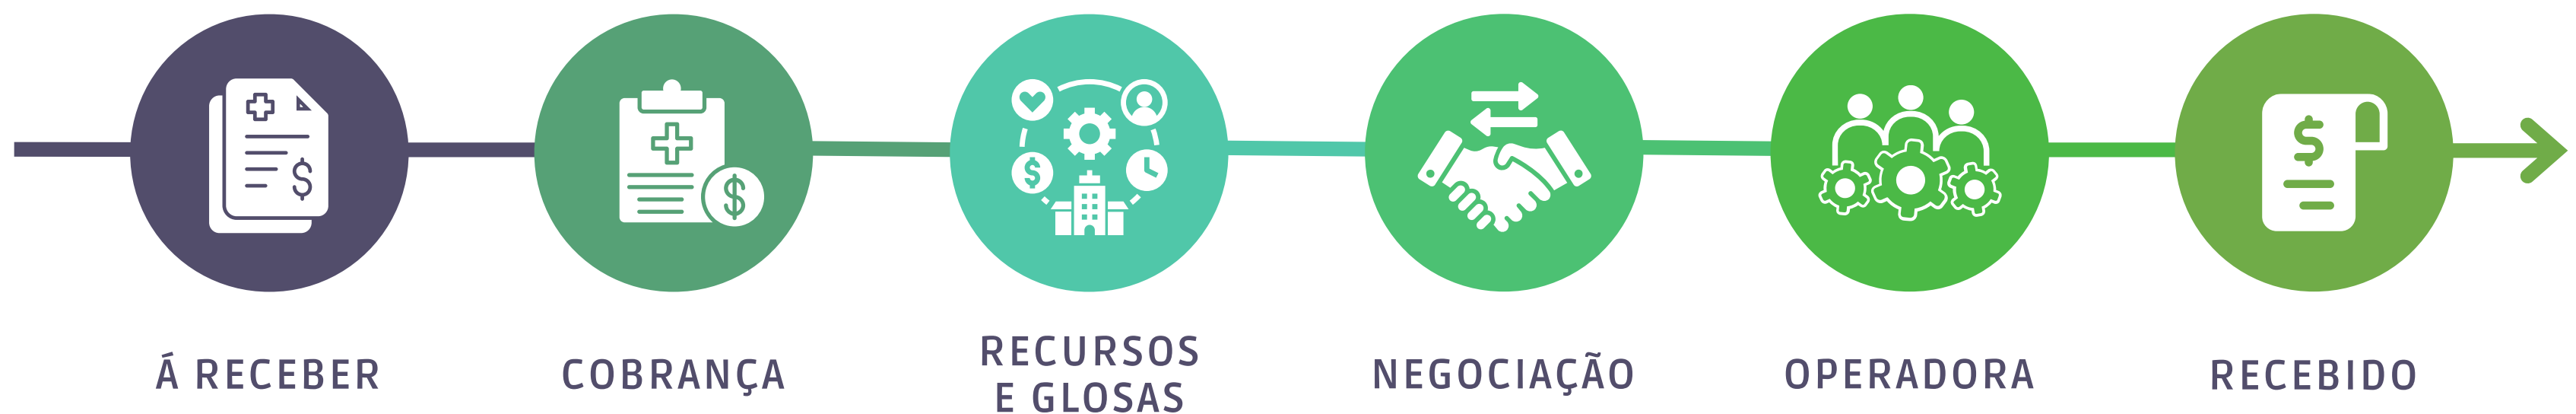 Á RECEBER
COBRANÇA
RECURSOS
E GLOSAS
NEGOCIAÇÃO
OPERADORA
RECEBIDO